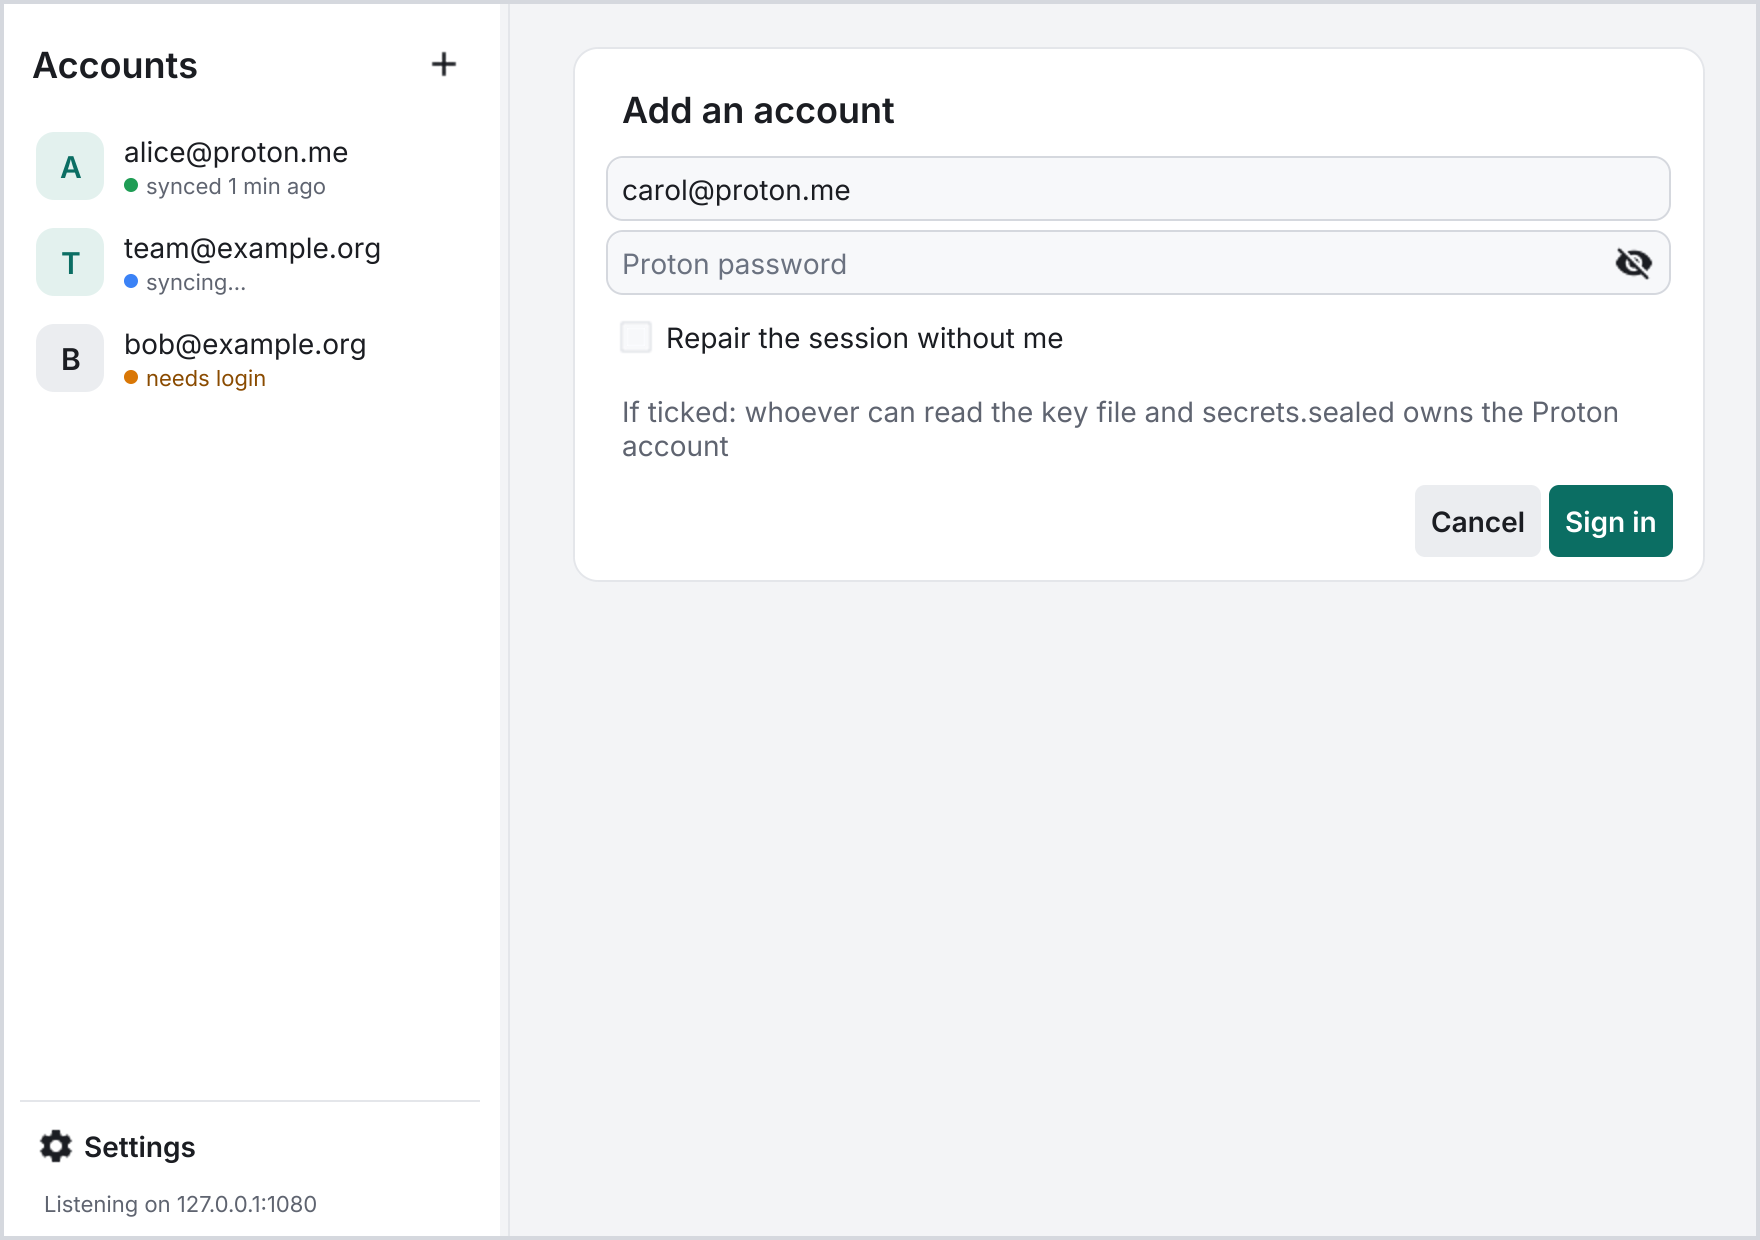 Accounts
+
A
alice@proton.me
synced 1 min ago
T
team@example.org
syncing...
B
bob@example.org
needs login
Settings
Listening on 127.0.0.1:1080
Add an account
carol@proton.me
Proton password
Repair the session without me
If ticked: whoever can read the key file and secrets.sealed owns the Proton
account
Cancel
Sign in